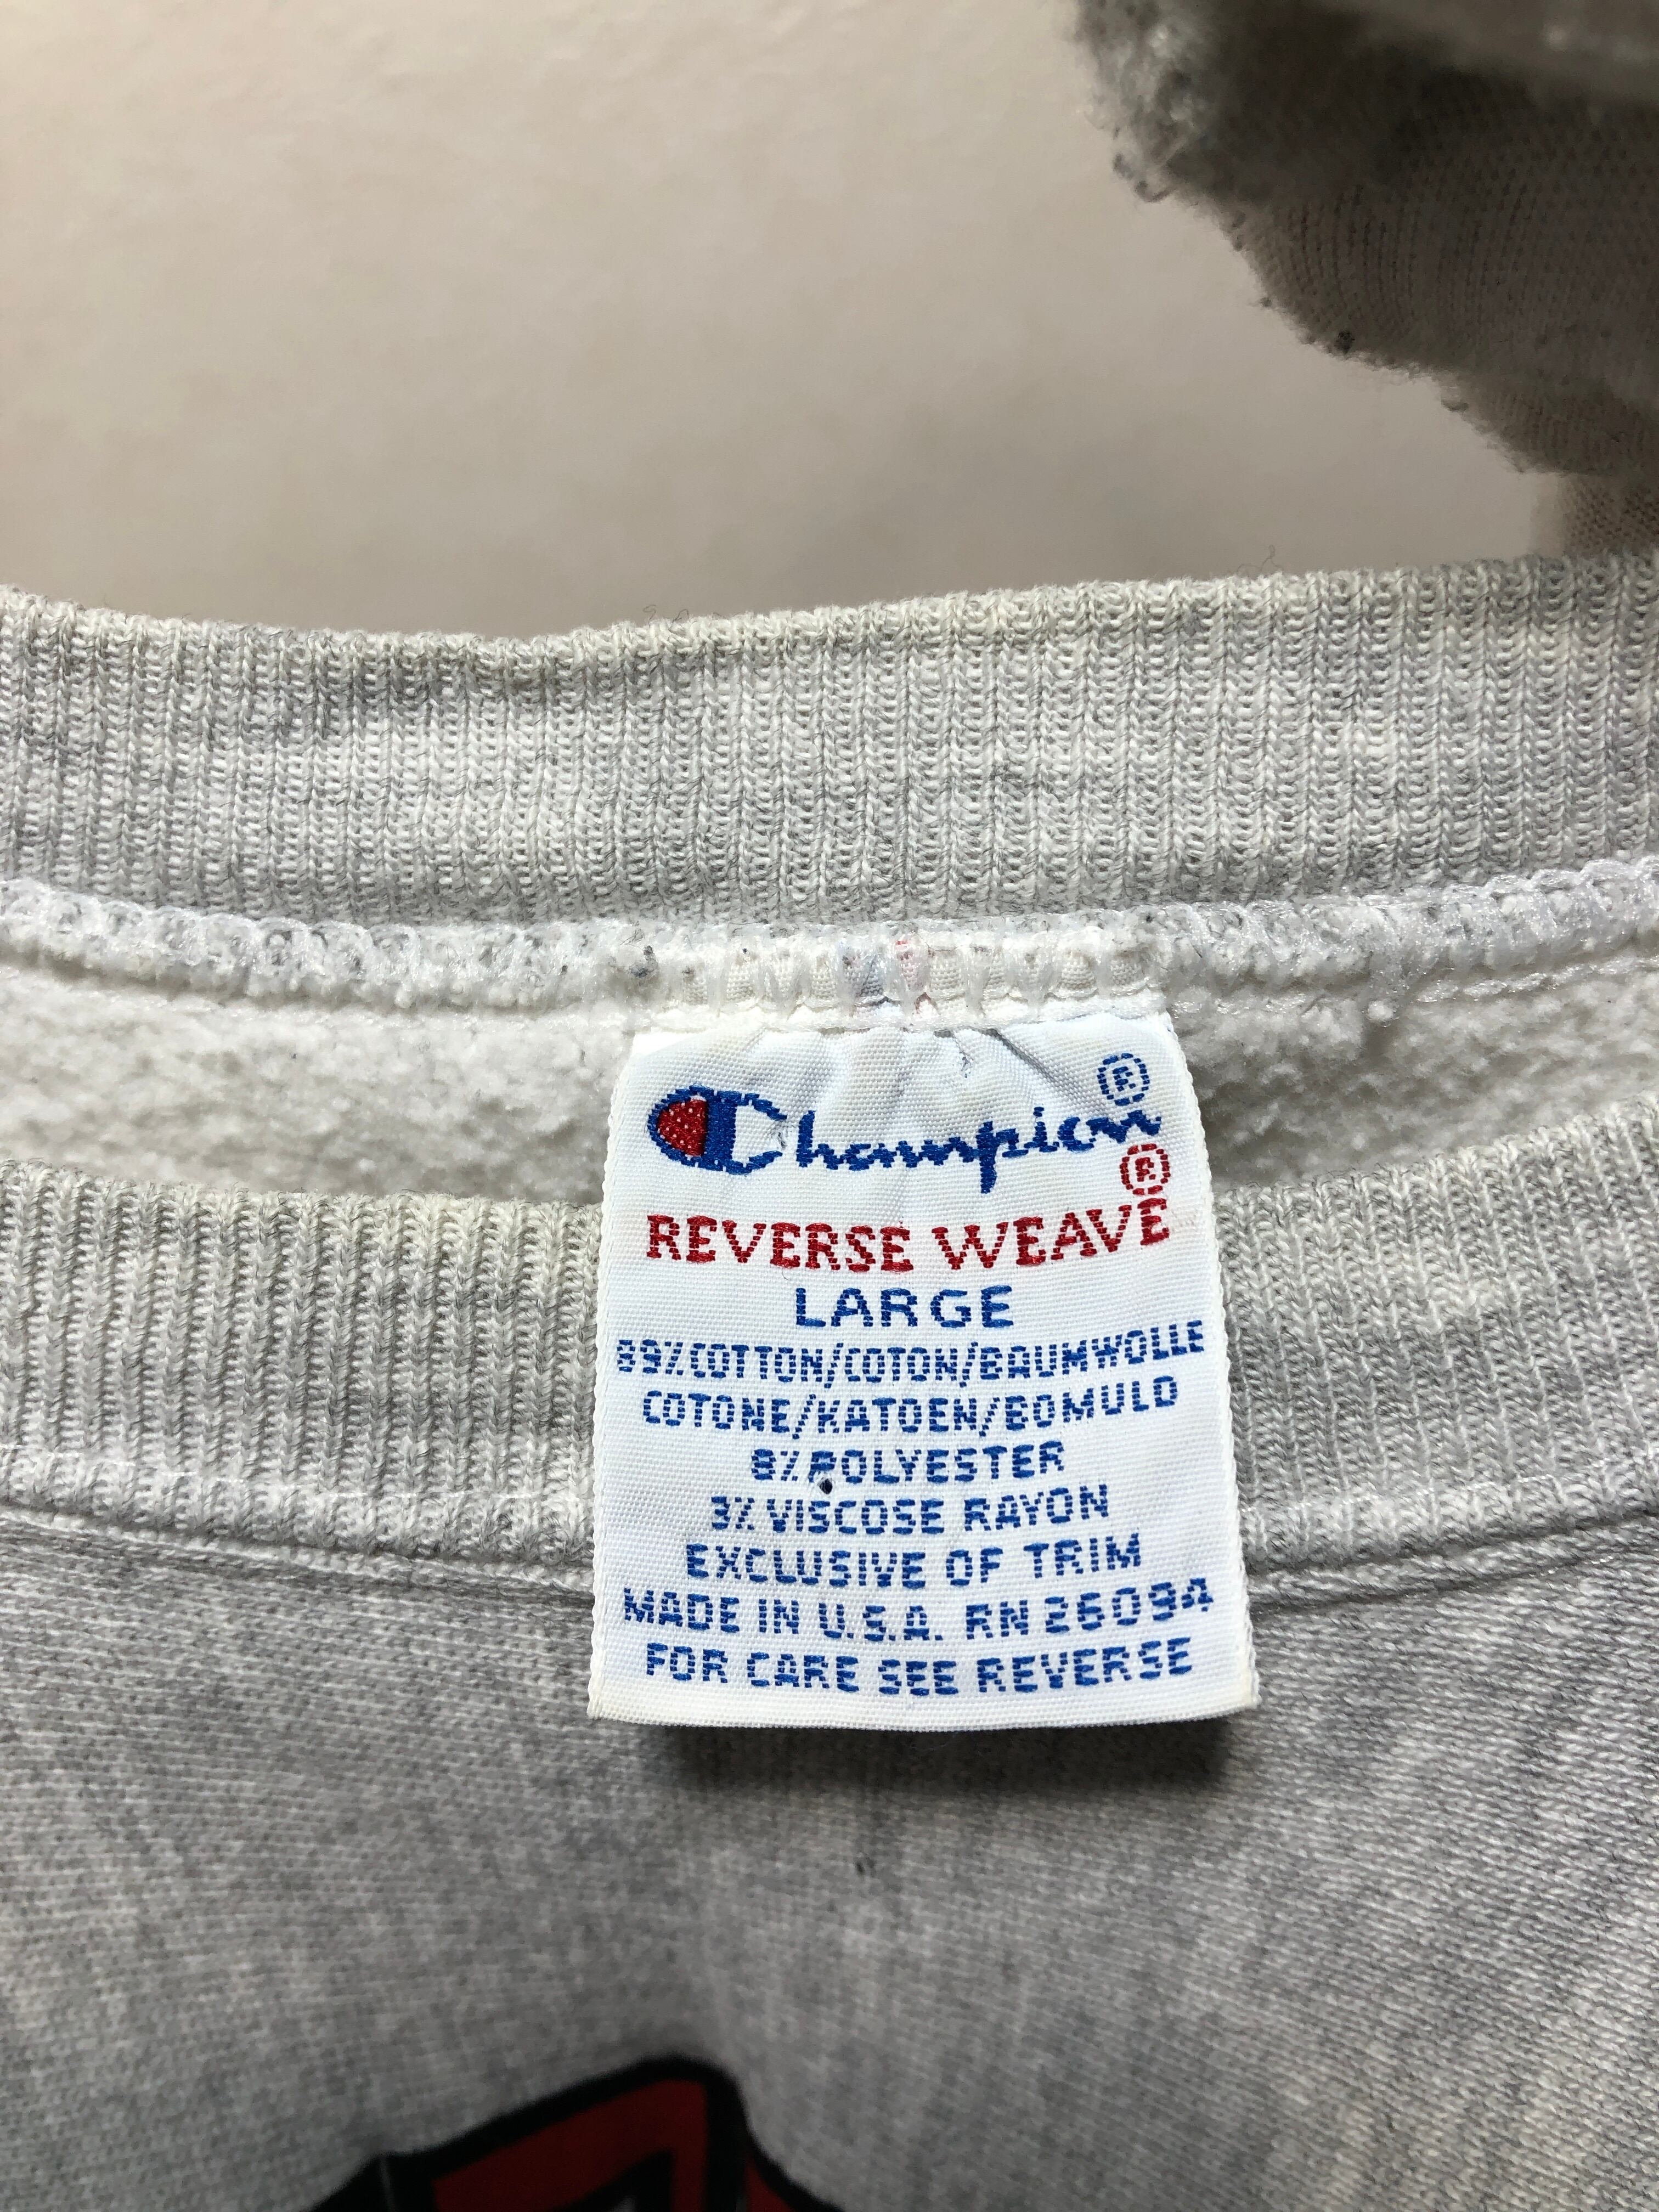 Champion®
REVERSE WEAVE®
LARGE
89% COTTON/COTON/BAUMWOLLE
COTONE/KATOEN/BOMULD
8% POLYESTER
3% VISCOSE RAYON
EXCLUSIVE OF TRIM
MADE IN U.S.A. RN 26094
FOR CARE SEE REVERSE